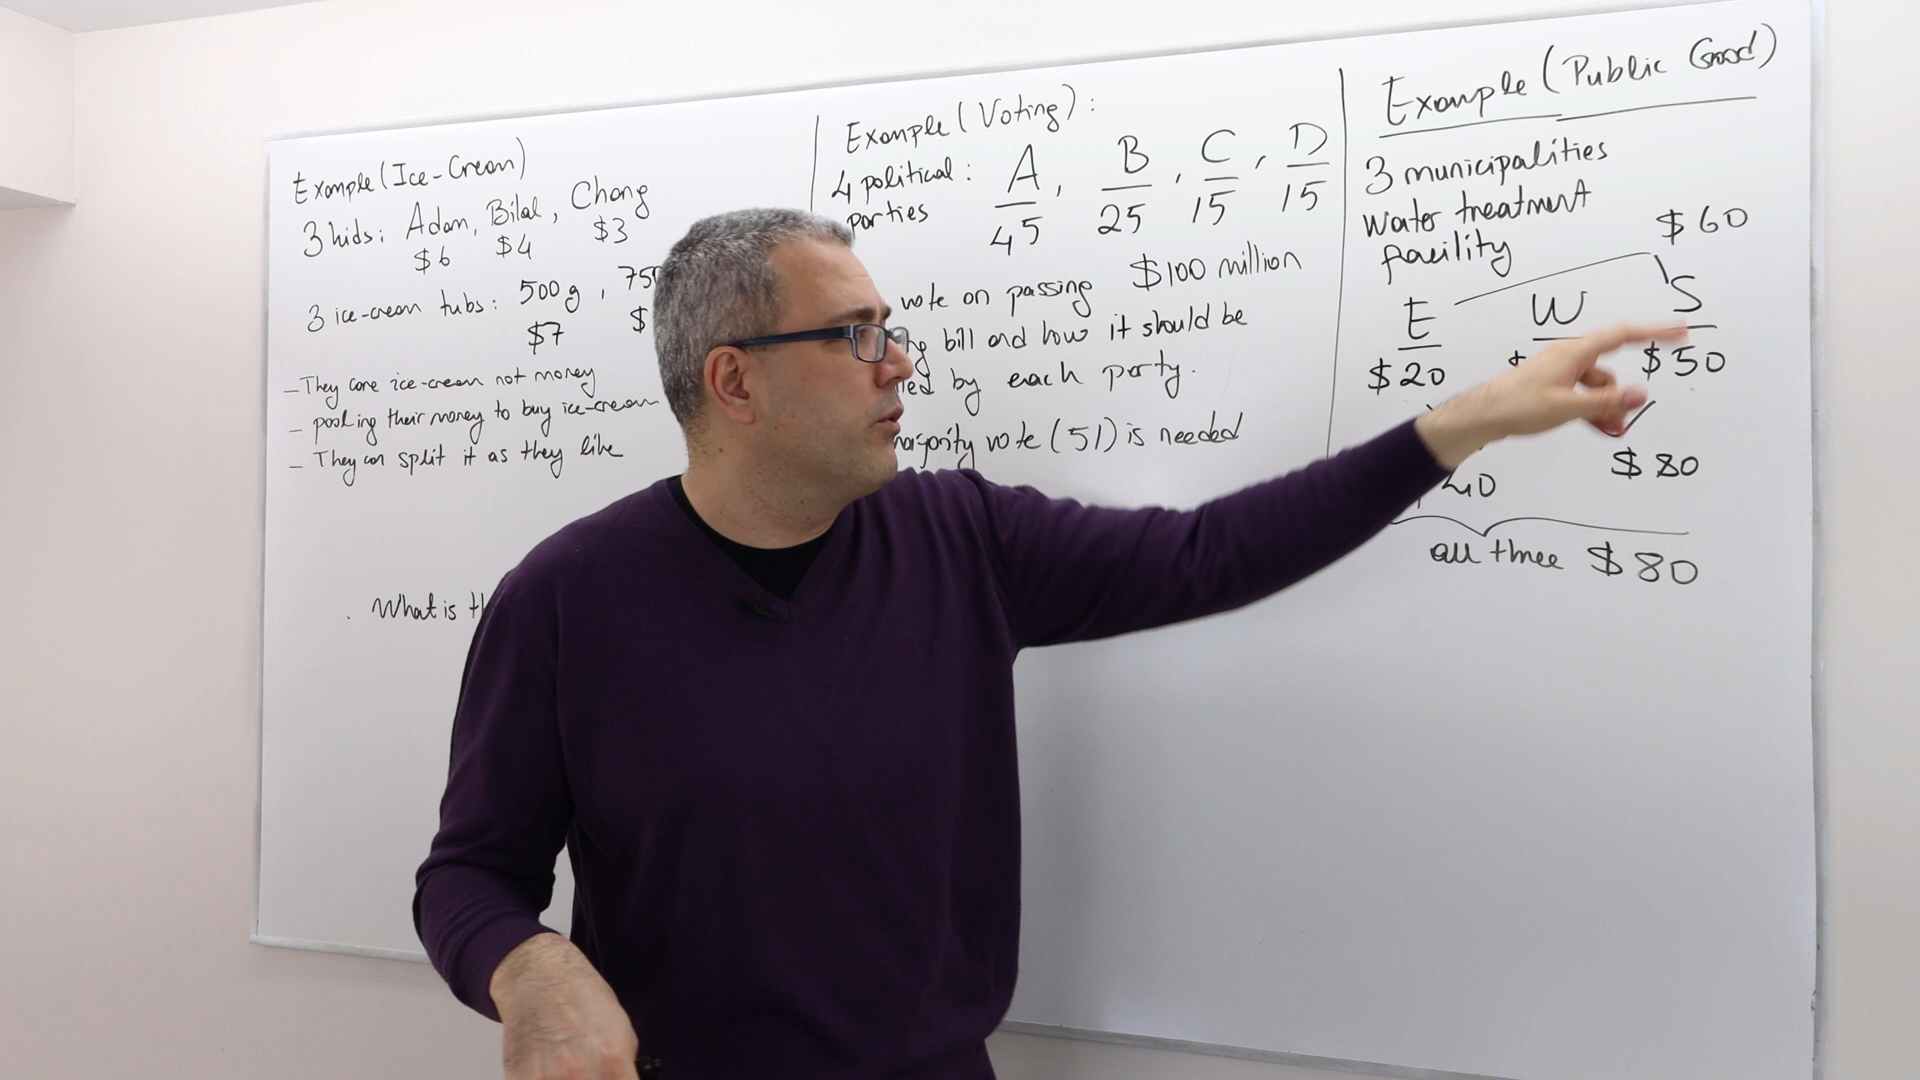 Example (Ice-Cream)
3 kids: Adam, Bilal, Chang
$6 $4 $3
3 ice-cream tubs: 500g, 750
$7 $
- They care ice-cream not money
- pooling their money to buy ice-cream
- They can split it as they like
. What is
Example (Voting):
4 political parties: A, B, C, D
45 25 15 15
vote on passing $100 million
bill and how it should be
by each party.
majority vote (51) is needed
Example (Public Good)
3 municipalities
water treatment
facility
$60
E W S
$20 $ $50
40 $80
all three $80